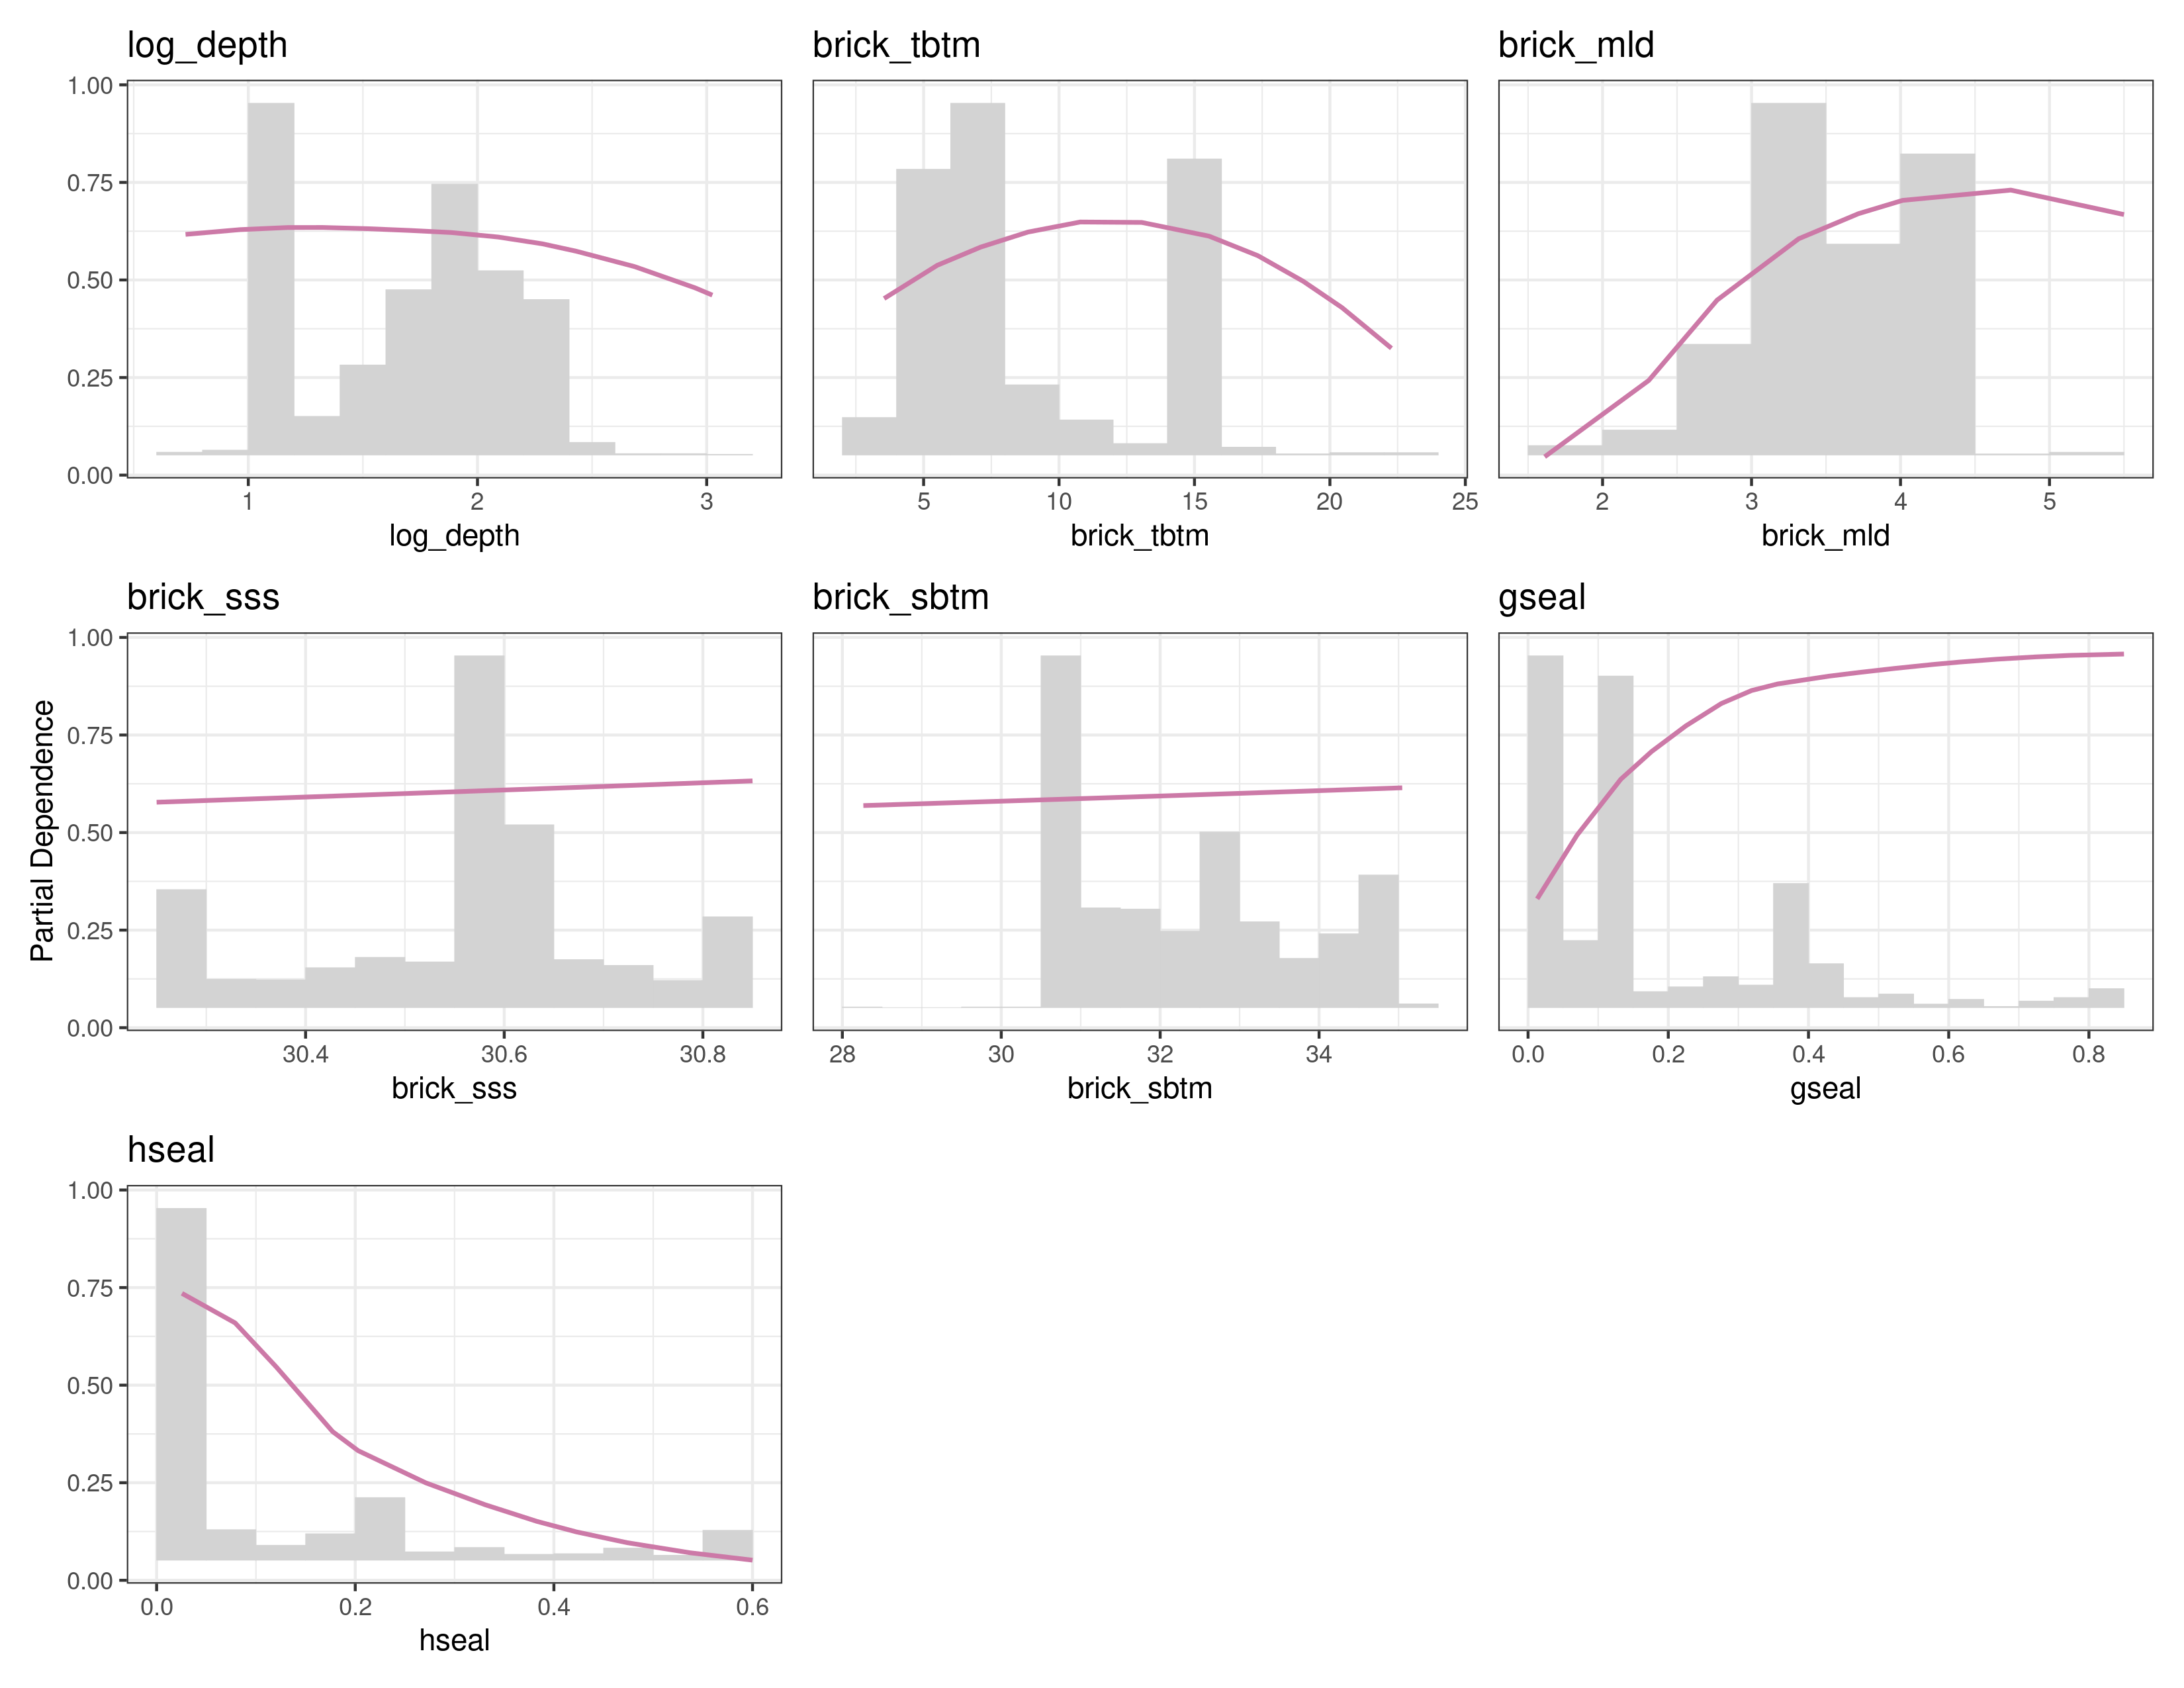 log_depth
brick_tbtm
brick_mld
1.00
0.75
0.50
0.25
0.00
1 2 3
5 10 15 20 25
2 3 4 5
log_depth
brick_tbtm
brick_mld
brick_sss
brick_sbtm
gseal
Partial Dependence
1.00
0.75
0.50
0.25
0.00
30.4 30.6 30.8
28 30 32 34
0.0 0.2 0.4 0.6 0.8
brick_sss
brick_sbtm
gseal
hseal
1.00
0.75
0.50
0.25
0.00
0.0 0.2 0.4 0.6
hseal